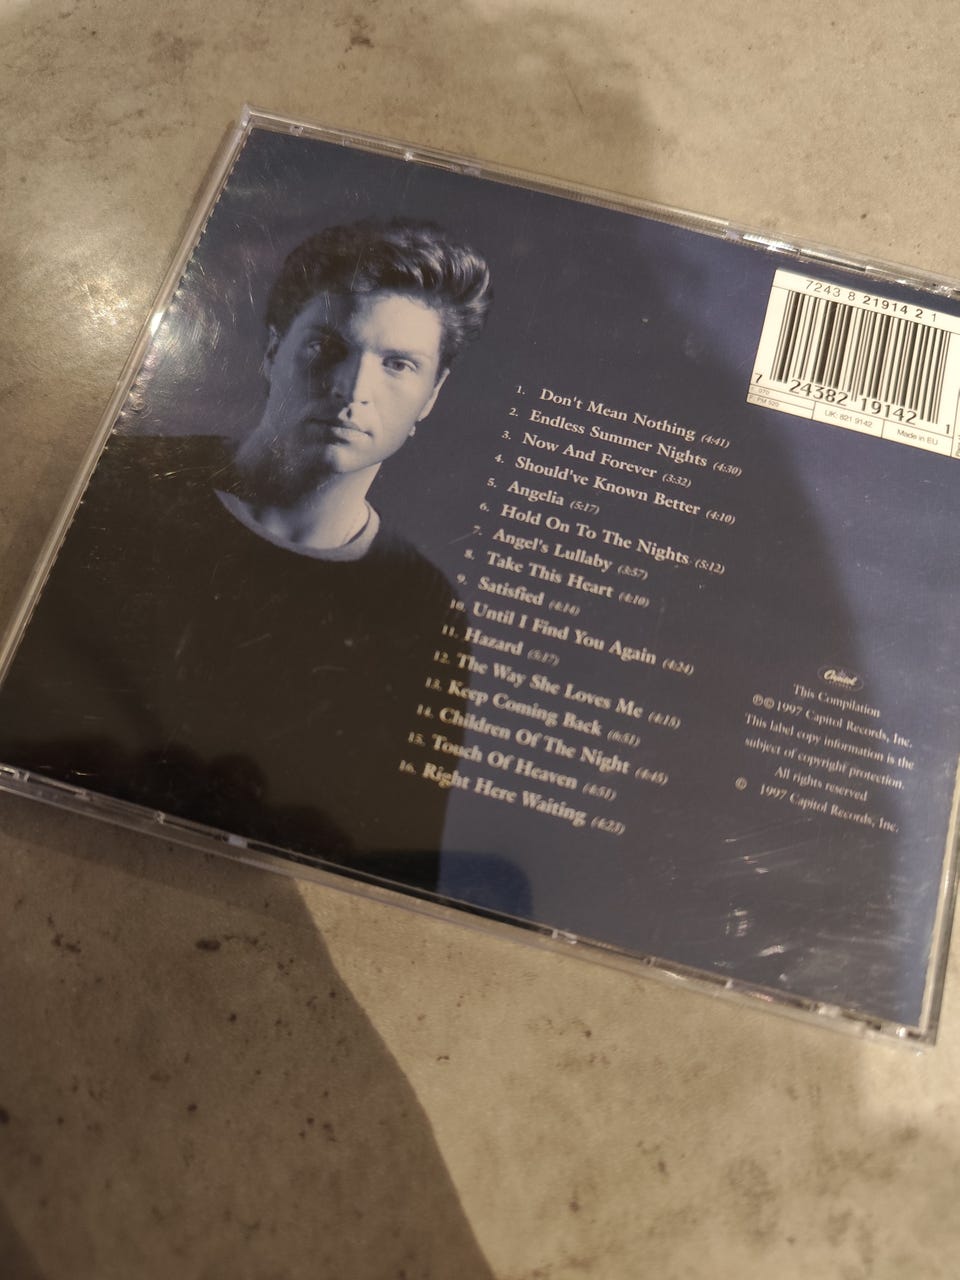 7243 8 21914 2 1
7 24382 19142 1
PM 520
UK: 821 9142
Made in EU
1. Don't Mean Nothing (4:41)
2. Endless Summer Nights (4:30)
3. Now And Forever (3:32)
4. Should've Known Better (4:10)
5. Angelia (5:17)
6. Hold On To The Nights (5:12)
7. Angel's Lullaby (3:57)
8. Take This Heart (4:10)
9. Satisfied (4:14)
10. Until I Find You Again (4:24)
11. Hazard (5:17)
12. The Way She Loves Me (4:15)
13. Keep Coming Back (6:51)
14. Children Of The Night (4:45)
15. Touch Of Heaven (4:51)
16. Right Here Waiting (4:23)
Capitol
This Compilation
℗© 1997 Capitol Records, Inc.
This label copy information is the
subject of copyright protection.
All rights reserved
© 1997 Capitol Records, Inc.